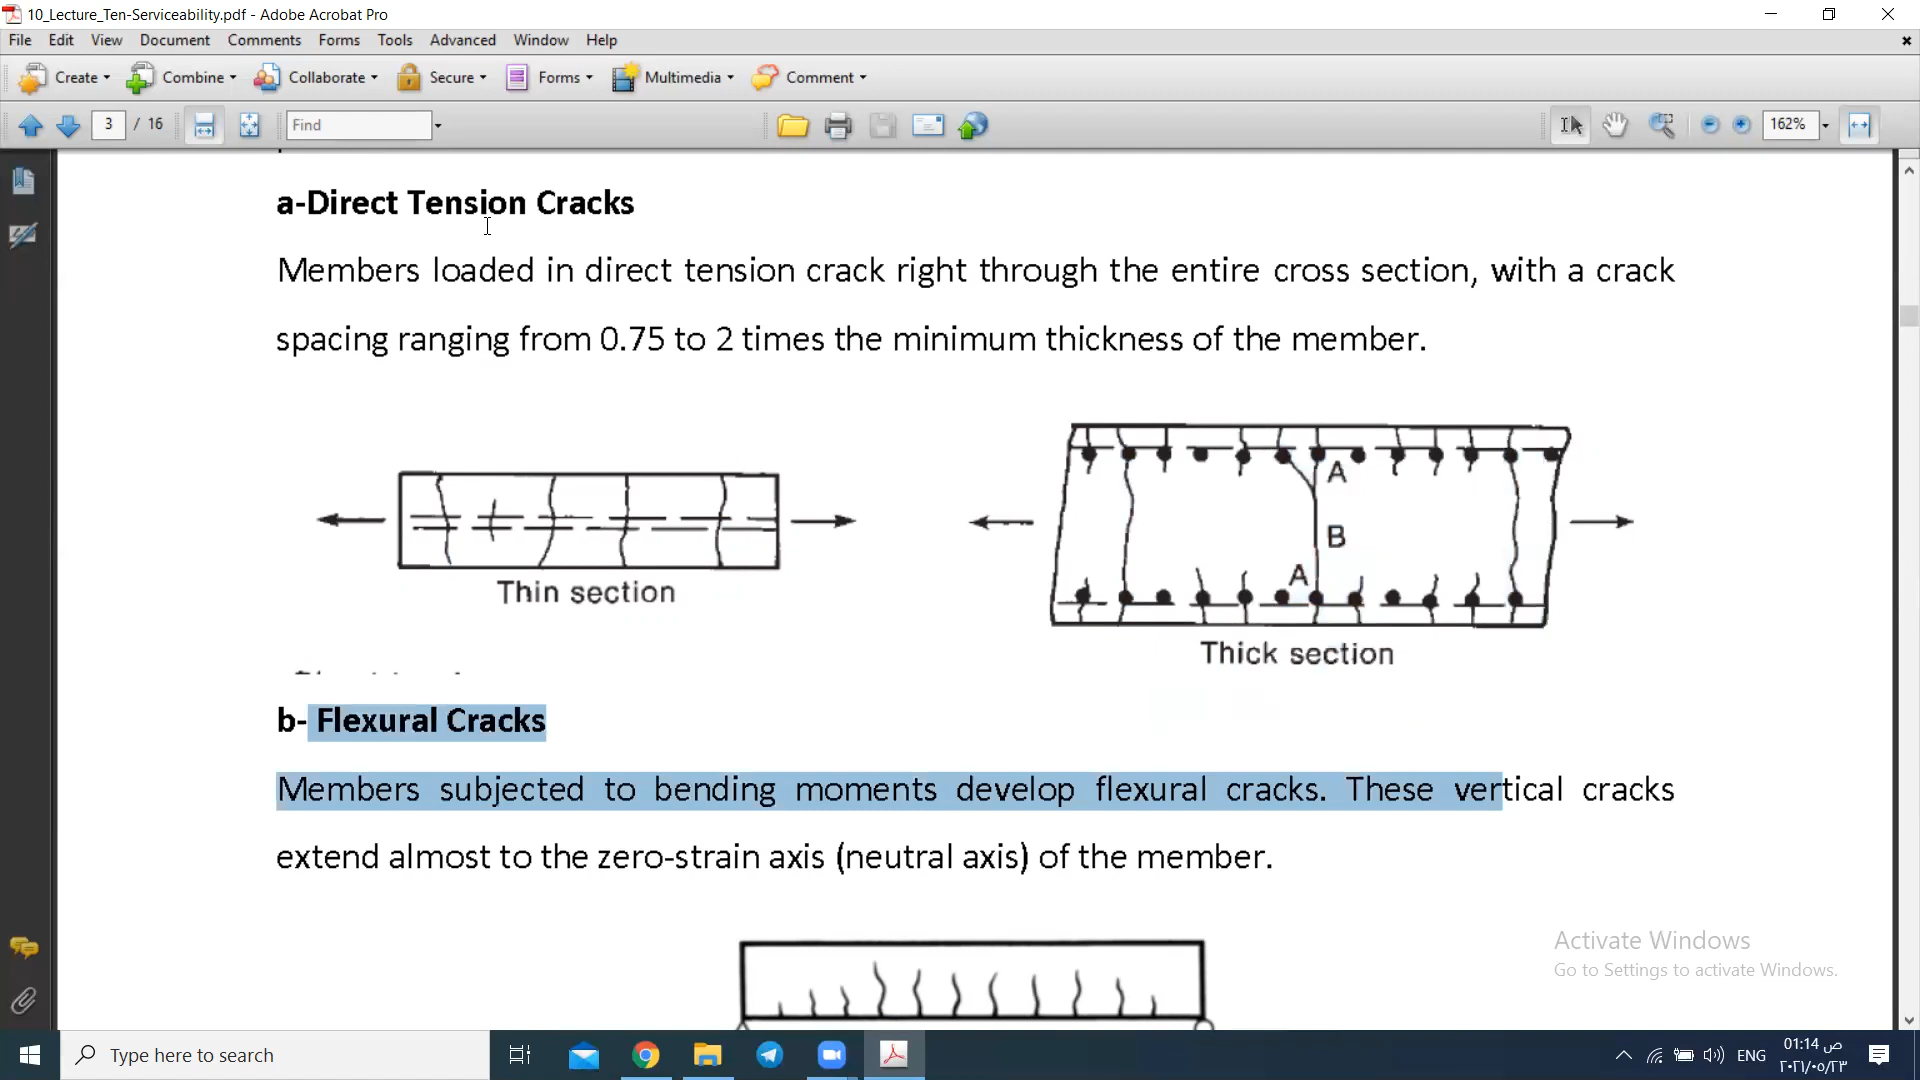 10_Lecture_Ten-Serviceability.pdf - Adobe Acrobat Pro
File Edit View Document Comments Forms Tools Advanced Window Help
Create Combine Collaborate Secure Forms Multimedia Comment
3 / 16 Find 162%
a-Direct Tension Cracks
Members loaded in direct tension crack right through the entire cross section, with a crack
spacing ranging from 0.75 to 2 times the minimum thickness of the member.
A
B
A
Thin section
Thick section
b- Flexural Cracks
Members subjected to bending moments develop flexural cracks. These vertical cracks
extend almost to the zero-strain axis (neutral axis) of the member.
Activate Windows
Go to Settings to activate Windows.
Type here to search
ENG
01:14 ص
٢٠٢١/٠٥/٢٣